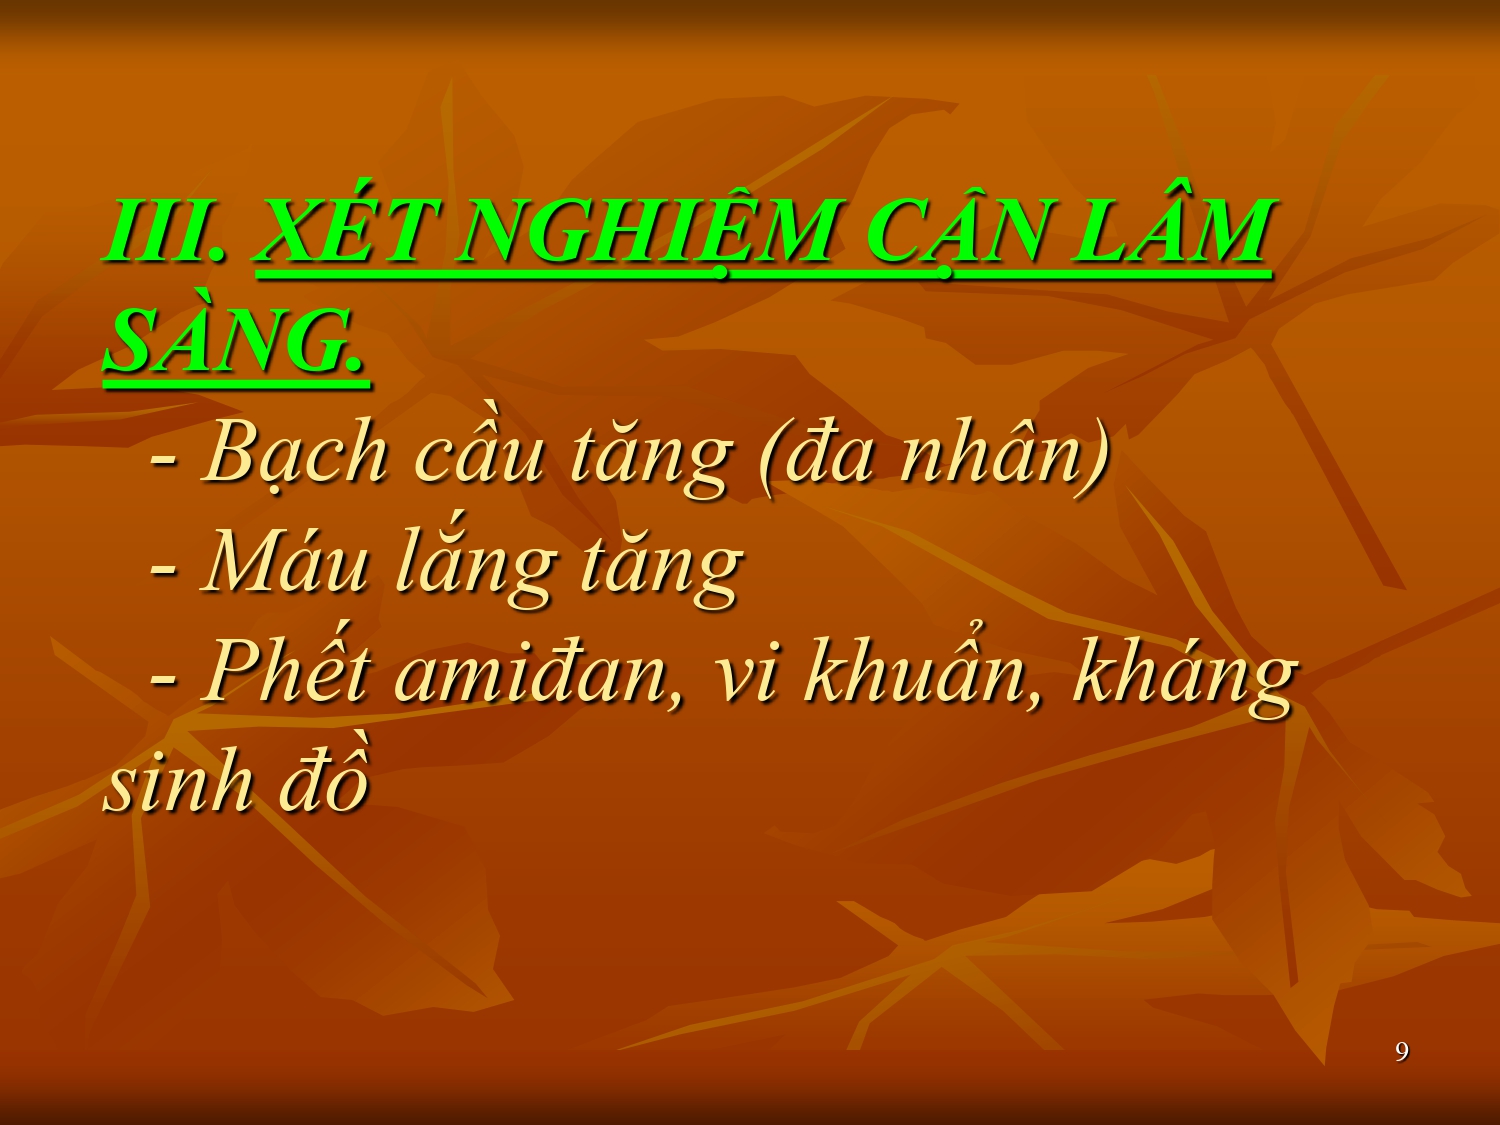 III. XÉT NGHIỆM CẬN LÂM
SÀNG.
- Bạch cầu tăng (đa nhân)
- Máu lắng tăng
- Phết amiđan, vi khuẩn, kháng
sinh đồ
9